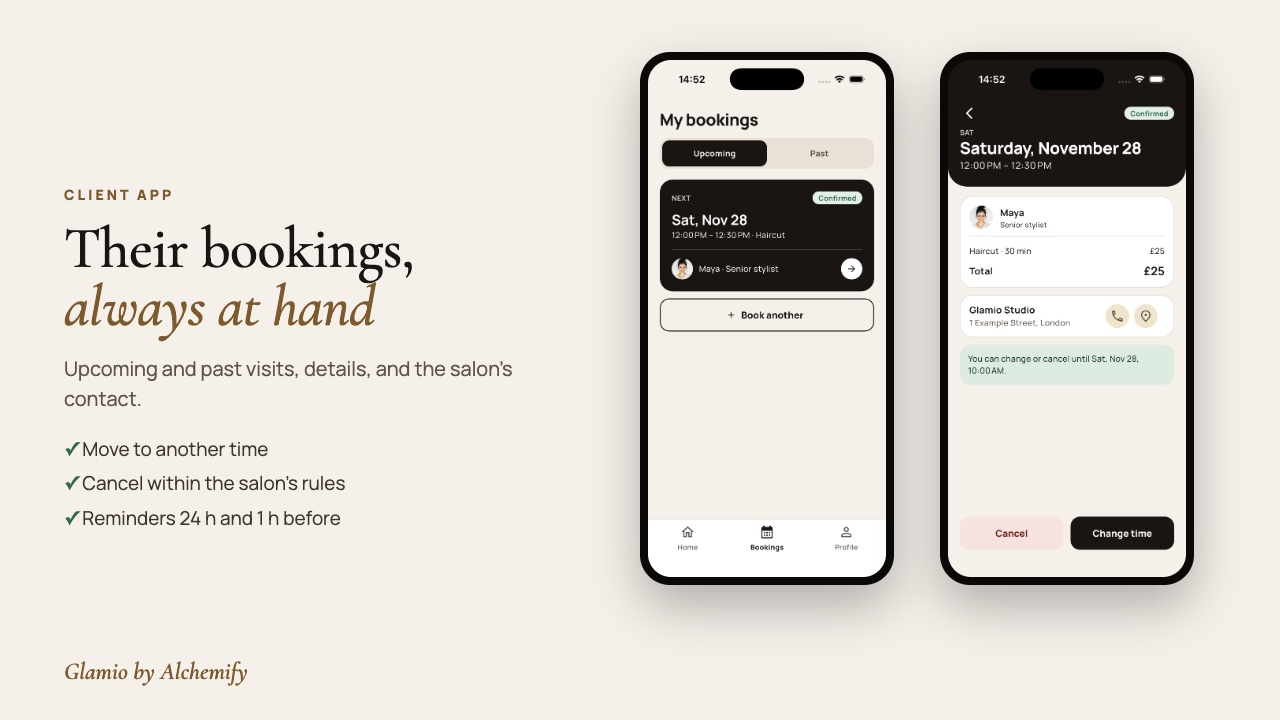 CLIENT APP
Their bookings,
always at hand
Upcoming and past visits, details, and the salon's
contact.
✓Move to another time
✓Cancel within the salon's rules
✓Reminders 24 h and 1 h before
Glamio by Alchemify
14:52
My bookings
Upcoming
Past
NEXT
Confirmed
Sat, Nov 28
12:00 PM – 12:30 PM · Haircut
Maya · Senior stylist
+ Book another
Home
Bookings
Profile
14:52
Confirmed
SAT
Saturday, November 28
12:00 PM – 12:30 PM
Maya
Senior stylist
Haircut · 30 min £25
Total £25
Glamio Studio
1 Example Street, London
You can change or cancel until Sat, Nov 28,
10:00 AM.
Cancel
Change time